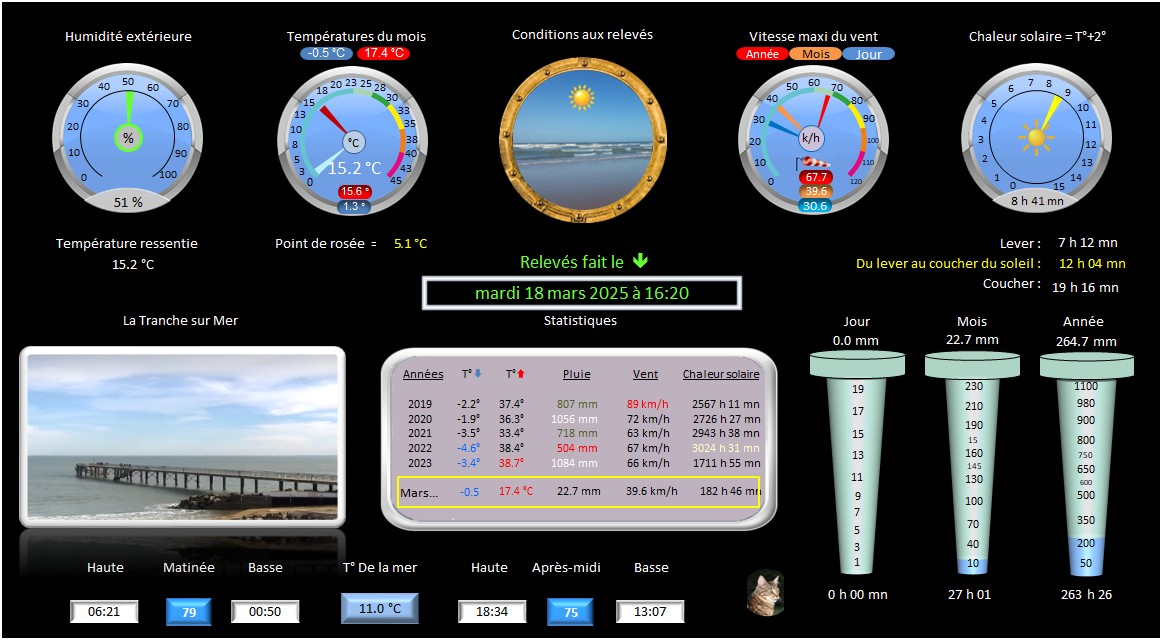 Humidité extérieure
Températures du mois
-0.5 °C 17.4 °C
Conditions aux relevés
Vitesse maxi du vent
Année Mois Jour
Chaleur solaire = T°+2°
0 10 20 30 40 50 60 70 80 90 100
%
51 %
0 3 5 8 10 13 15 18 20 23 25 28 30 33 35 38 40 43 45
°C
15.2 °C
15.6 °
1.3 °
0 10 20 30 40 50 60 70 80 90 100 110 120
k/h
67.7
39.6
30.6
0 1 2 3 4 5 6 7 8 9 10 11 12 13 14 15
8 h 41 mn
Température ressentie
15.2 °C
Point de rosée = 5.1 °C
Relevés fait le
mardi 18 mars 2025 à 16:20
Lever : 7 h 12 mn
Du lever au coucher du soleil : 12 h 04 mn
Coucher : 19 h 16 mn
La Tranche sur Mer
Statistiques
Années T° T° Pluie Vent Chaleur solaire
2019 -2.2° 37.4° 807 mm 89 km/h 2567 h 11 mn
2020 -1.9° 36.3° 1056 mm 72 km/h 2726 h 27 mn
2021 -3.5° 33.4° 718 mm 63 km/h 2943 h 38 mn
2022 -4.6° 38.4° 504 mm 67 km/h 3024 h 31 mn
2023 -3.4° 38.7° 1084 mm 66 km/h 1711 h 55 mn
Mars... -0.5 17.4 °C 22.7 mm 39.6 km/h 182 h 46 mn
Jour
0.0 mm
19
17
15
13
11
9
7
5
3
1
0 h 00 mn
Mois
22.7 mm
230
210
190
15
160
145
130
100
70
40
10
27 h 01
Année
264.7 mm
1100
980
900
800
750
650
600
500
350
200
50
263 h 26
Haute Matinée Basse T° De la mer Haute Après-midi Basse
06:21 79 00:50 11.0 °C 18:34 75 13:07